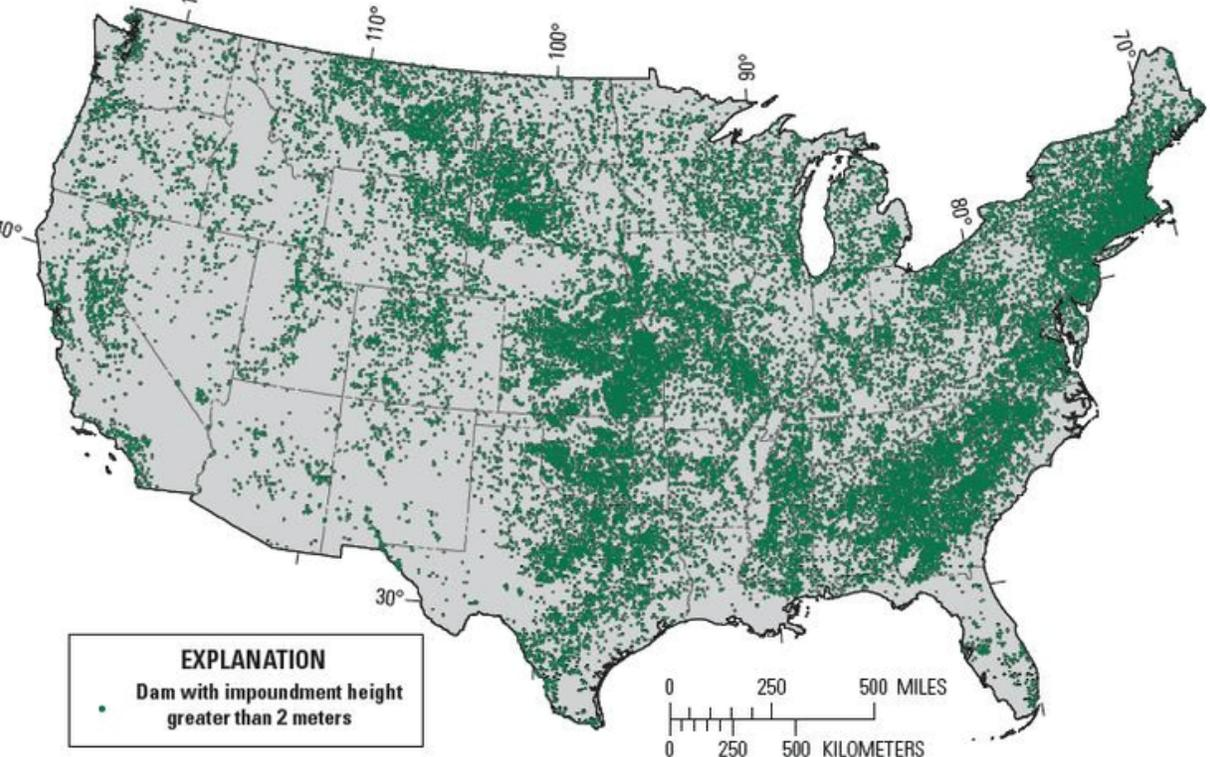 110°
100°
90°
70°
80°
30°
EXPLANATION
Dam with impoundment height
greater than 2 meters
0 250 500 MILES
0 250 500 KILOMETERS